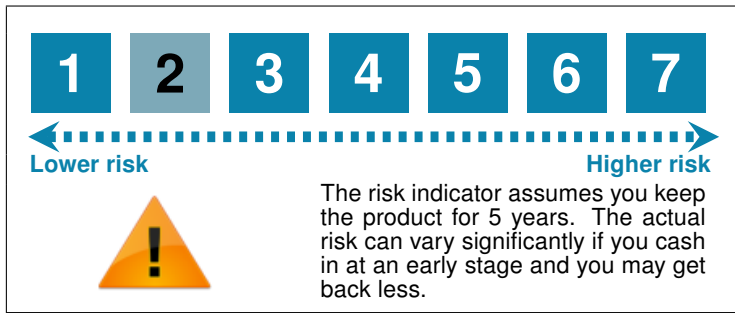 1 2 3 4 5 6 7
Lower risk Higher risk
!
The risk indicator assumes you keep
the product for 5 years. The actual
risk can vary significantly if you cash
in at an early stage and you may get
back less.